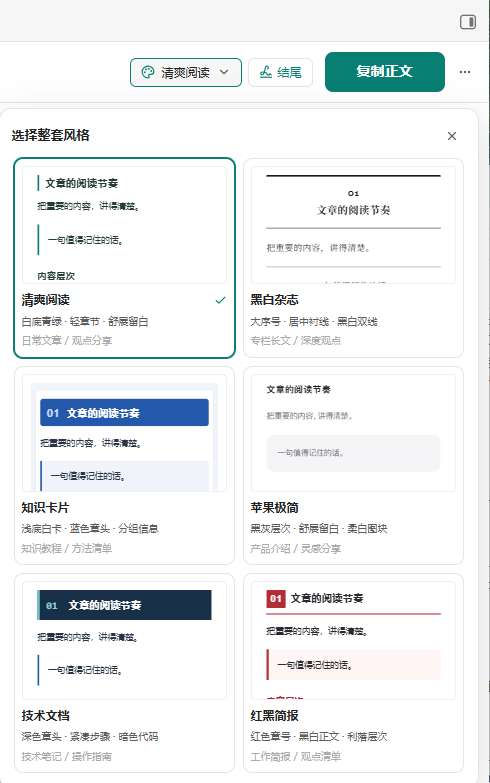 清爽阅读
结尾
复制正文
选择整套风格
文章的阅读节奏
把重要的内容，讲得清楚。
一句值得记住的话。
内容层次
清爽阅读
白底青绿 · 轻章节 · 舒展留白
日常文章 / 观点分享
01
文章的阅读节奏
把重要的内容，讲得清楚。
黑白杂志
大序号 · 居中衬线 · 黑白双线
专栏长文 / 深度观点
01 文章的阅读节奏
把重要的内容，讲得清楚。
一句值得记住的话。
知识卡片
浅底白卡 · 蓝色章头 · 分组信息
知识教程 / 方法清单
文章的阅读节奏
把重要的内容，讲得清楚。
一句值得记住的话。
苹果极简
黑灰层次 · 舒展留白 · 柔白图块
产品介绍 / 灵感分享
01 文章的阅读节奏
把重要的内容，讲得清楚。
一句值得记住的话。
技术文档
深色章头 · 紧凑步骤 · 暗色代码
技术笔记 / 操作指南
01 文章的阅读节奏
把重要的内容，讲得清楚。
一句值得记住的话。
红黑简报
红色章号 · 黑白正文 · 利落层次
工作简报 / 观点清单